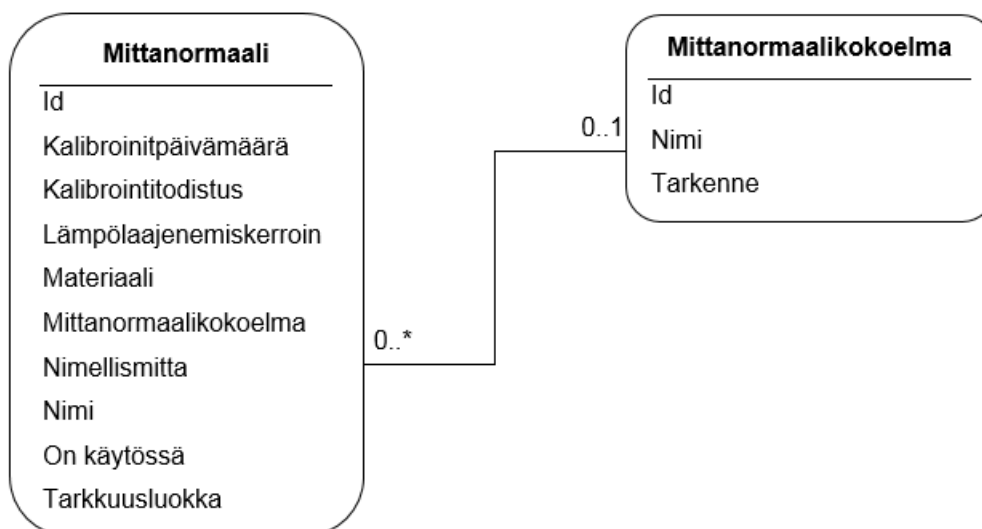 Mittanormaali
Id
Kalibroinitpäivämäärä
Kalibrointitodistus
Lämpölaajenemiskerroin
Materiaali
Mittanormaalikokoelma
Nimellismitta
Nimi
On käytössä
Tarkkuusluokka
0..*
0..1
Mittanormaalikokoelma
Id
Nimi
Tarkenne